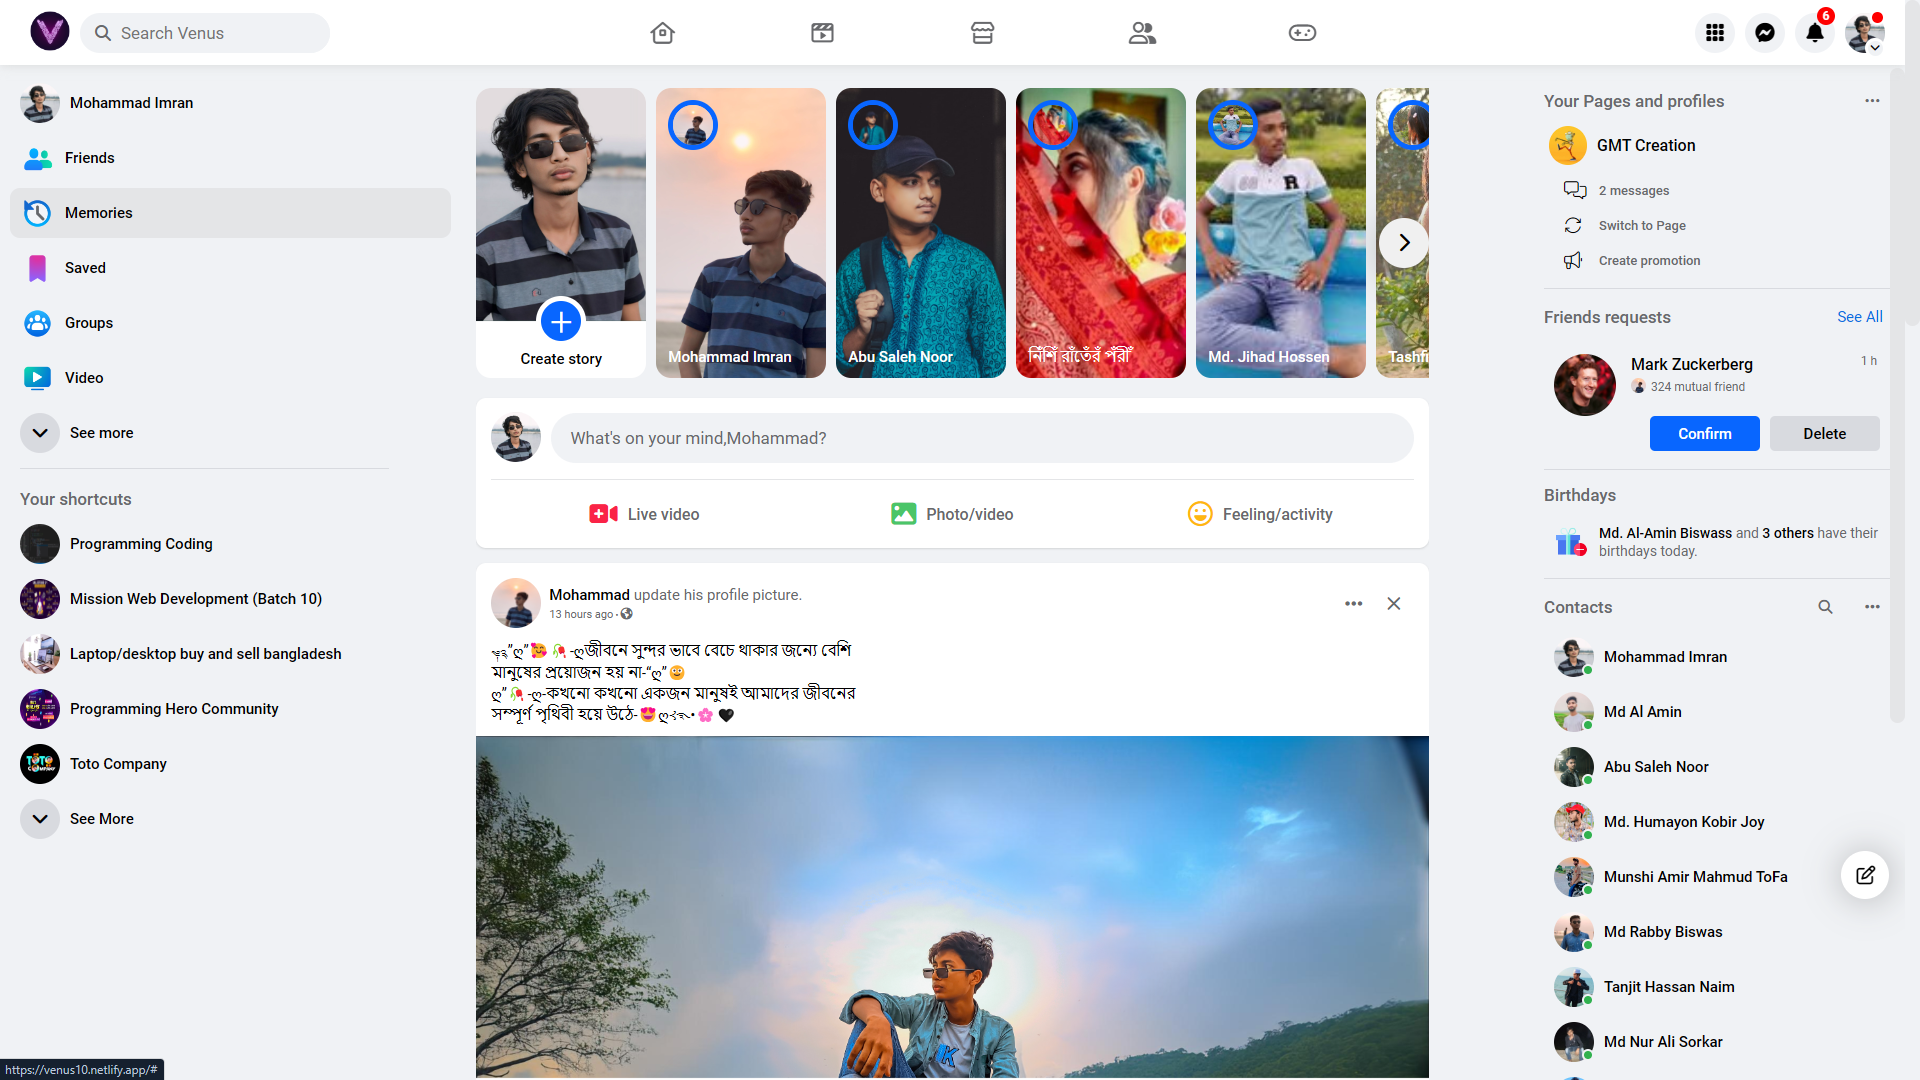 Search Venus
6
Mohammad Imran
Friends
Memories
Saved
Groups
Video
See more
Your shortcuts
Programming Coding
Mission Web Development (Batch 10)
Laptop/desktop buy and sell bangladesh
Programming Hero Community
Toto Company
See More
Create story
Mohammad Imran
Abu Saleh Noor
Md. Jihad Hossen
What's on your mind,Mohammad?
Live video
Photo/video
Feeling/activity
Mohammad update his profile picture.
13 hours ago
জীবনে সুন্দর ভাবে বেচে থাকার জন্যে বেশি
মানুষের প্রয়োজন হয় না
কখনো কখনো একজন মানুষই আমাদের জীবনের
সম্পূর্ণ পৃথিবী হয়ে উঠে
Your Pages and profiles
GMT Creation
2 messages
Switch to Page
Create promotion
Friends requests
See All
Mark Zuckerberg
1 h
324 mutual friend
Confirm
Delete
Birthdays
Md. Al-Amin Biswass and 3 others have their
birthdays today.
Contacts
Mohammad Imran
Md Al Amin
Abu Saleh Noor
Md. Humayon Kobir Joy
Munshi Amir Mahmud ToFa
Md Rabby Biswas
Tanjit Hassan Naim
Md Nur Ali Sorkar
https://venus10.netlify.app/#